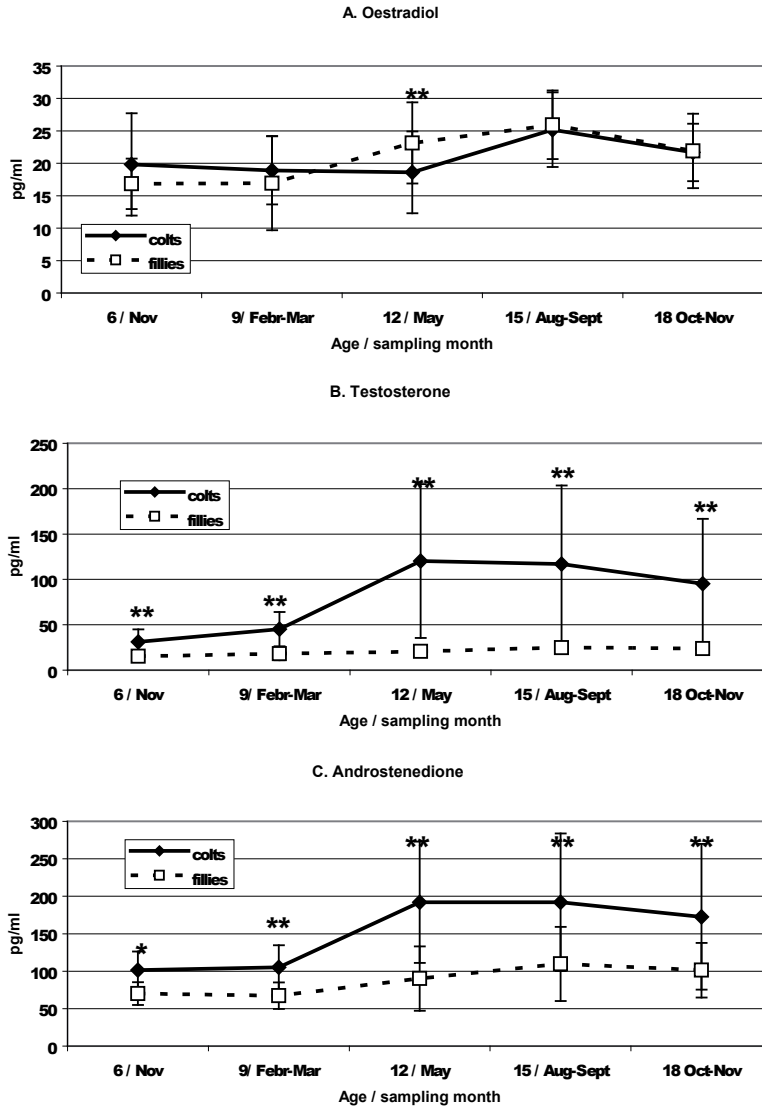 A. Oestradiol
35
30
25
20
15
10
5
0
pg/ml
**
colts
fillies
6 / Nov 9/ Febr-Mar 12 / May 15 / Aug-Sept 18 Oct-Nov
Age / sampling month
B. Testosterone
250
200
150
100
50
0
pg/ml
** ** ** ** **
colts
fillies
6 / Nov 9/ Febr-Mar 12 / May 15 / Aug-Sept 18 Oct-Nov
Age / sampling month
C. Androstenedione
300
250
200
150
100
50
0
pg/ml
* ** ** ** **
colts
fillies
6 / Nov 9/ Febr-Mar 12 / May 15 / Aug-Sept 18 Oct-Nov
Age / sampling month